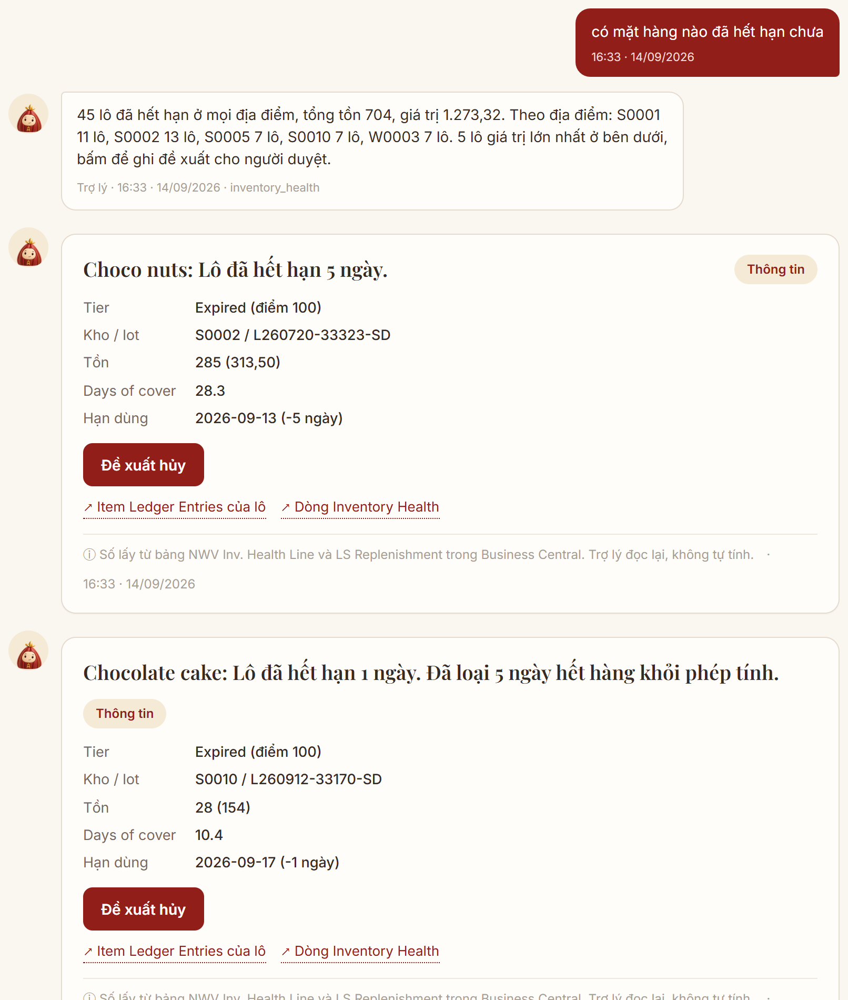 có mặt hàng nào đã hết hạn chưa
16:33 · 14/09/2026
45 lô đã hết hạn ở mọi địa điểm, tổng tồn 704, giá trị 1.273,32. Theo địa điểm: S0001
11 lô, S0002 13 lô, S0005 7 lô, S0010 7 lô, W0003 7 lô. 5 lô giá trị lớn nhất ở bên dưới,
bấm để ghi đề xuất cho người duyệt.
Trợ lý · 16:33 · 14/09/2026 · inventory_health
Choco nuts: Lô đã hết hạn 5 ngày.
Thông tin
Tier Expired (điểm 100)
Kho / lot S0002 / L260720-33323-SD
Tồn 285 (313,50)
Days of cover 28.3
Hạn dùng 2026-09-13 (-5 ngày)
Đề xuất hủy
↗ Item Ledger Entries của lô ↗ Dòng Inventory Health
ⓘ Số lấy từ bảng NWV Inv. Health Line và LS Replenishment trong Business Central. Trợ lý đọc lại, không tự tính. ·
16:33 · 14/09/2026
Chocolate cake: Lô đã hết hạn 1 ngày. Đã loại 5 ngày hết hàng khỏi phép tính.
Thông tin
Tier Expired (điểm 100)
Kho / lot S0010 / L260912-33170-SD
Tồn 28 (154)
Days of cover 10.4
Hạn dùng 2026-09-17 (-1 ngày)
Đề xuất hủy
↗ Item Ledger Entries của lô ↗ Dòng Inventory Health
ⓘ Số lấy từ bảng NWV Inv. Health Line và LS Replenishment trong Business Central. Trợ lý đọc lại, không tự tính. ·